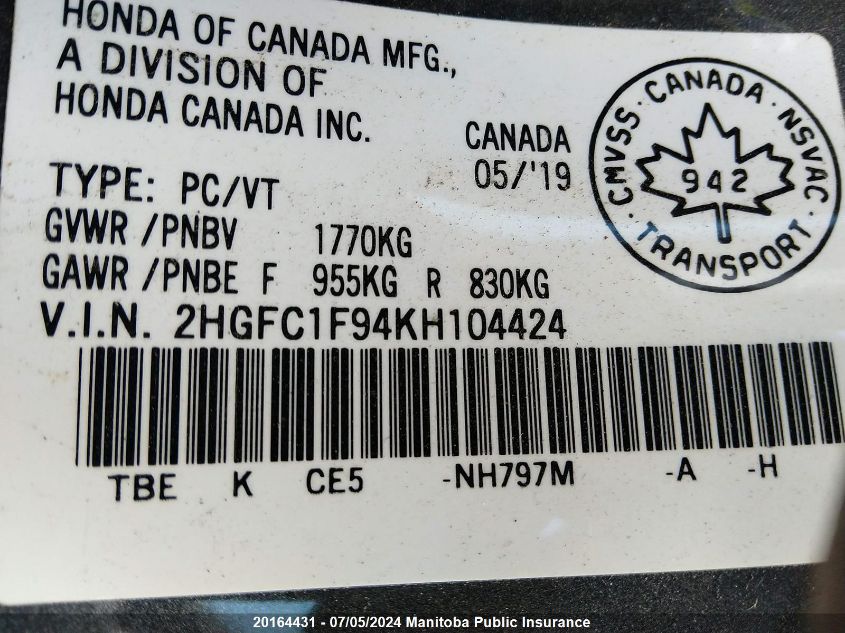 HONDA OF CANADA MFG.,
A DIVISION OF
HONDA CANADA INC.
CANADA
05/'19
TYPE: PC/VT
GVWR /PNBV 1770KG
GAWR /PNBE F 955KG R 830KG
V.I.N. 2HGFC1F94KH104424
CMVSS · CANADA · NSVAC
942
· TRANSPORT ·
TBE K CE5 -NH797M -A -H
20164431 - 07/05/2024 Manitoba Public Insurance